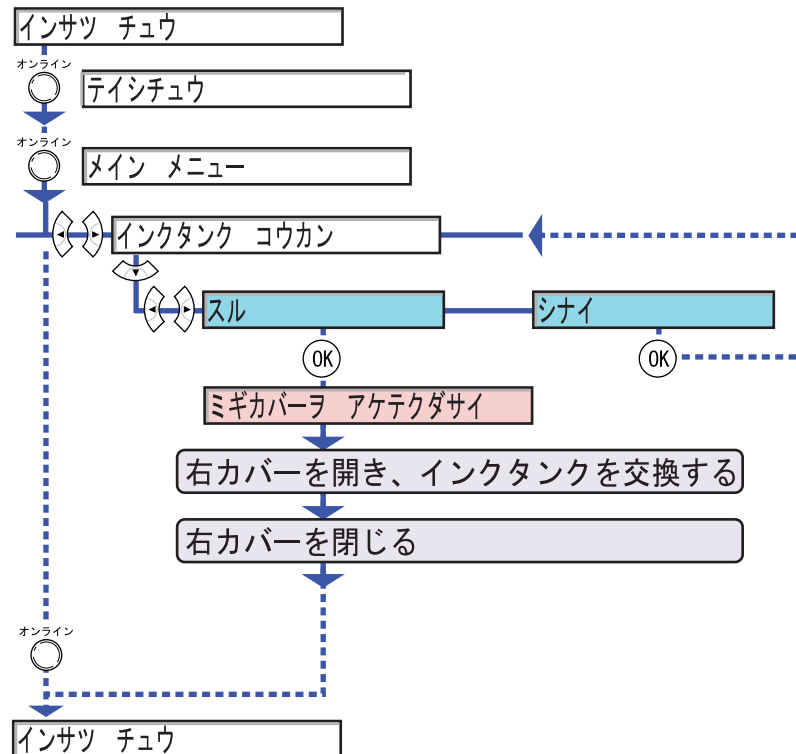 インサツ　チュウ
オンライン
テイシチュウ
オンライン
メイン　メニュー
インクタンク　コウカン
スル
シナイ
OK
OK
ミギカバーヲ　アケテクダサイ
右カバーを開き、インクタンクを交換する
右カバーを閉じる
オンライン
インサツ　チュウ